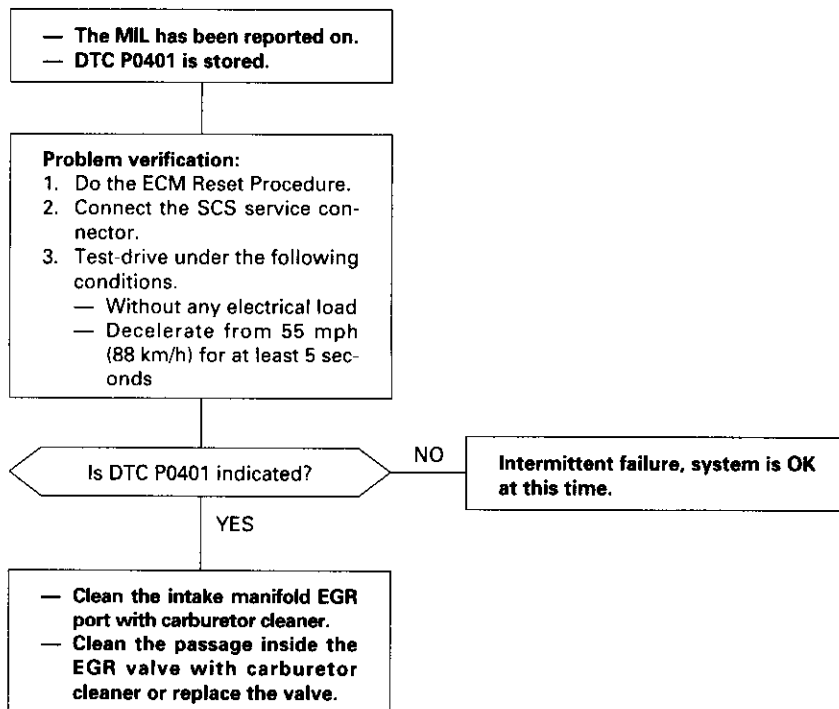 — The MIL has been reported on.
— DTC P0401 is stored.
Problem verification:
1. Do the ECM Reset Procedure.
2. Connect the SCS service con-
nector.
3. Test-drive under the following
conditions.
— Without any electrical load
— Decelerate from 55 mph
(88 km/h) for at least 5 sec-
onds
Is DTC P0401 indicated?
NO
Intermittent failure, system is OK
at this time.
YES
— Clean the intake manifold EGR
port with carburetor cleaner.
— Clean the passage inside the
EGR valve with carburetor
cleaner or replace the valve.